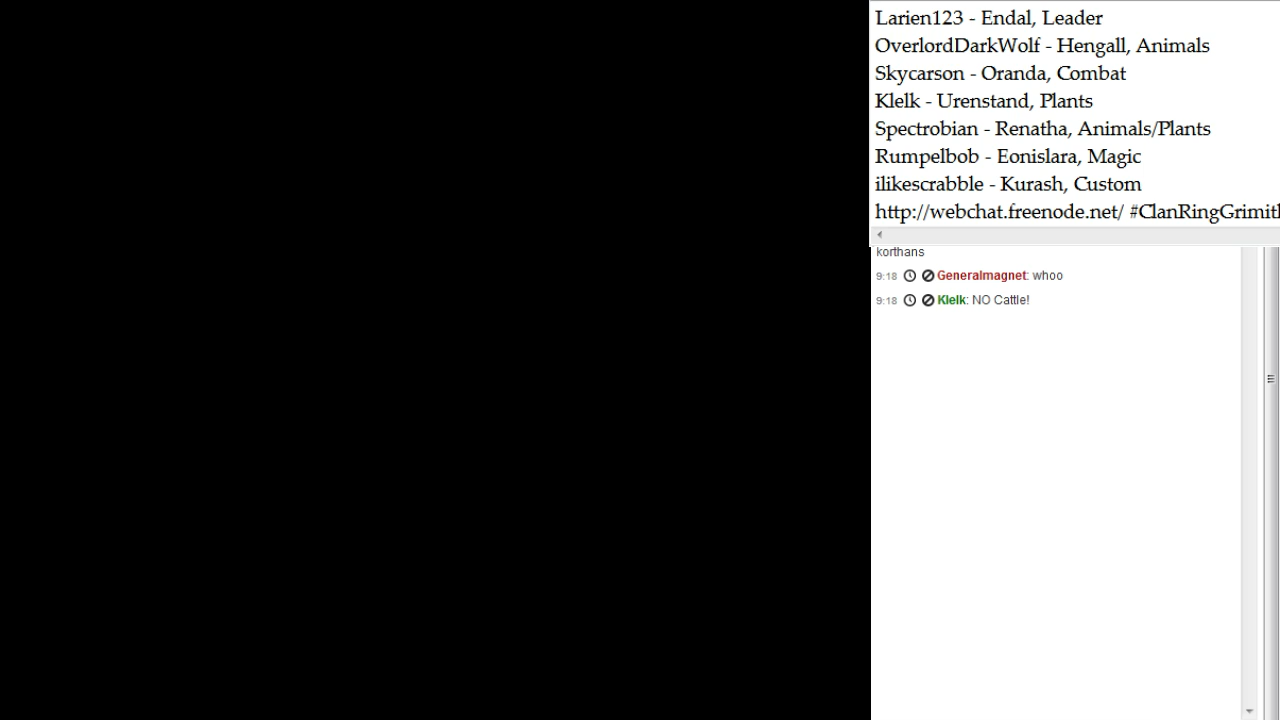 Larien123 - Endal, Leader
OverlordDarkWolf - Hengall, Animals
Skycarson - Oranda, Combat
Klelk - Urenstand, Plants
Spectrobian - Renatha, Animals/Plants
Rumpelbob - Eonislara, Magic
ilikescrabble - Kurash, Custom
http://webchat.freenode.net/ #ClanRingGrimit
korthans
9:18 Generalmagnet: whoo
9:18 Klelk: NO Cattle!